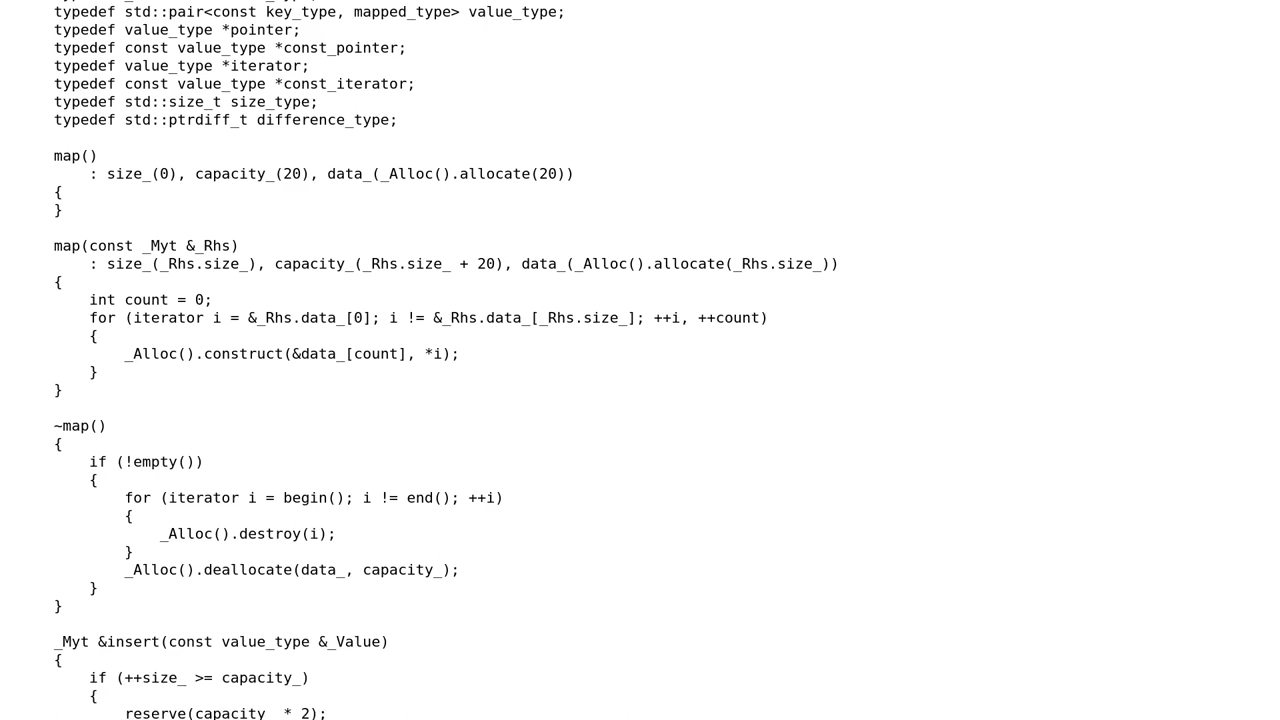 typedef std::pair<const key_type, mapped_type> value_type;
typedef value_type *pointer;
typedef const value_type *const_pointer;
typedef value_type *iterator;
typedef const value_type *const_iterator;
typedef std::size_t size_type;
typedef std::ptrdiff_t difference_type;

map()
    : size_(0), capacity_(20), data_(_Alloc().allocate(20))
{
}

map(const _Myt &_Rhs)
    : size_(_Rhs.size_), capacity_(_Rhs.size_ + 20), data_(_Alloc().allocate(_Rhs.size_))
{
    int count = 0;
    for (iterator i = &_Rhs.data_[0]; i != &_Rhs.data_[_Rhs.size_]; ++i, ++count)
    {
        _Alloc().construct(&data_[count], *i);
    }
}

~map()
{
    if (!empty())
    {
        for (iterator i = begin(); i != end(); ++i)
        {
            _Alloc().destroy(i);
        }
        _Alloc().deallocate(data_, capacity_);
    }
}

_Myt &insert(const value_type &_Value)
{
    if (++size_ >= capacity_)
    {
        reserve(capacity_ * 2);